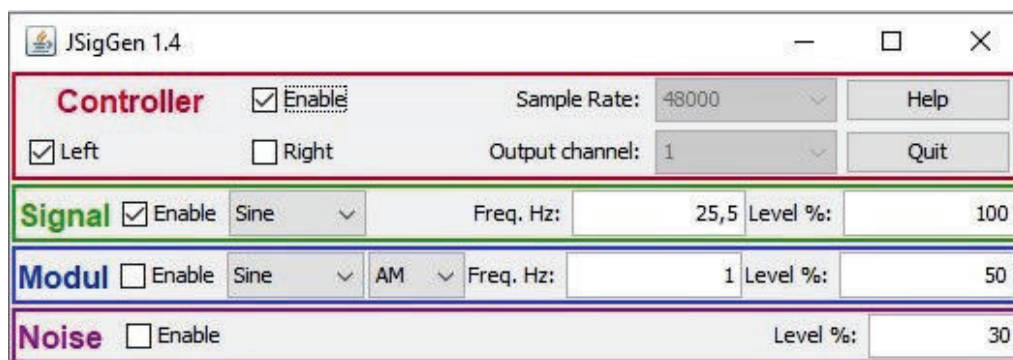 JSigGen 1.4
Controller Enable Sample Rate: 48000 Help
Left Right Output channel: 1 Quit
Signal Enable Sine Freq. Hz: 25,5 Level %: 100
Modul Enable Sine AM Freq. Hz: 1 Level %: 50
Noise Enable Level %: 30